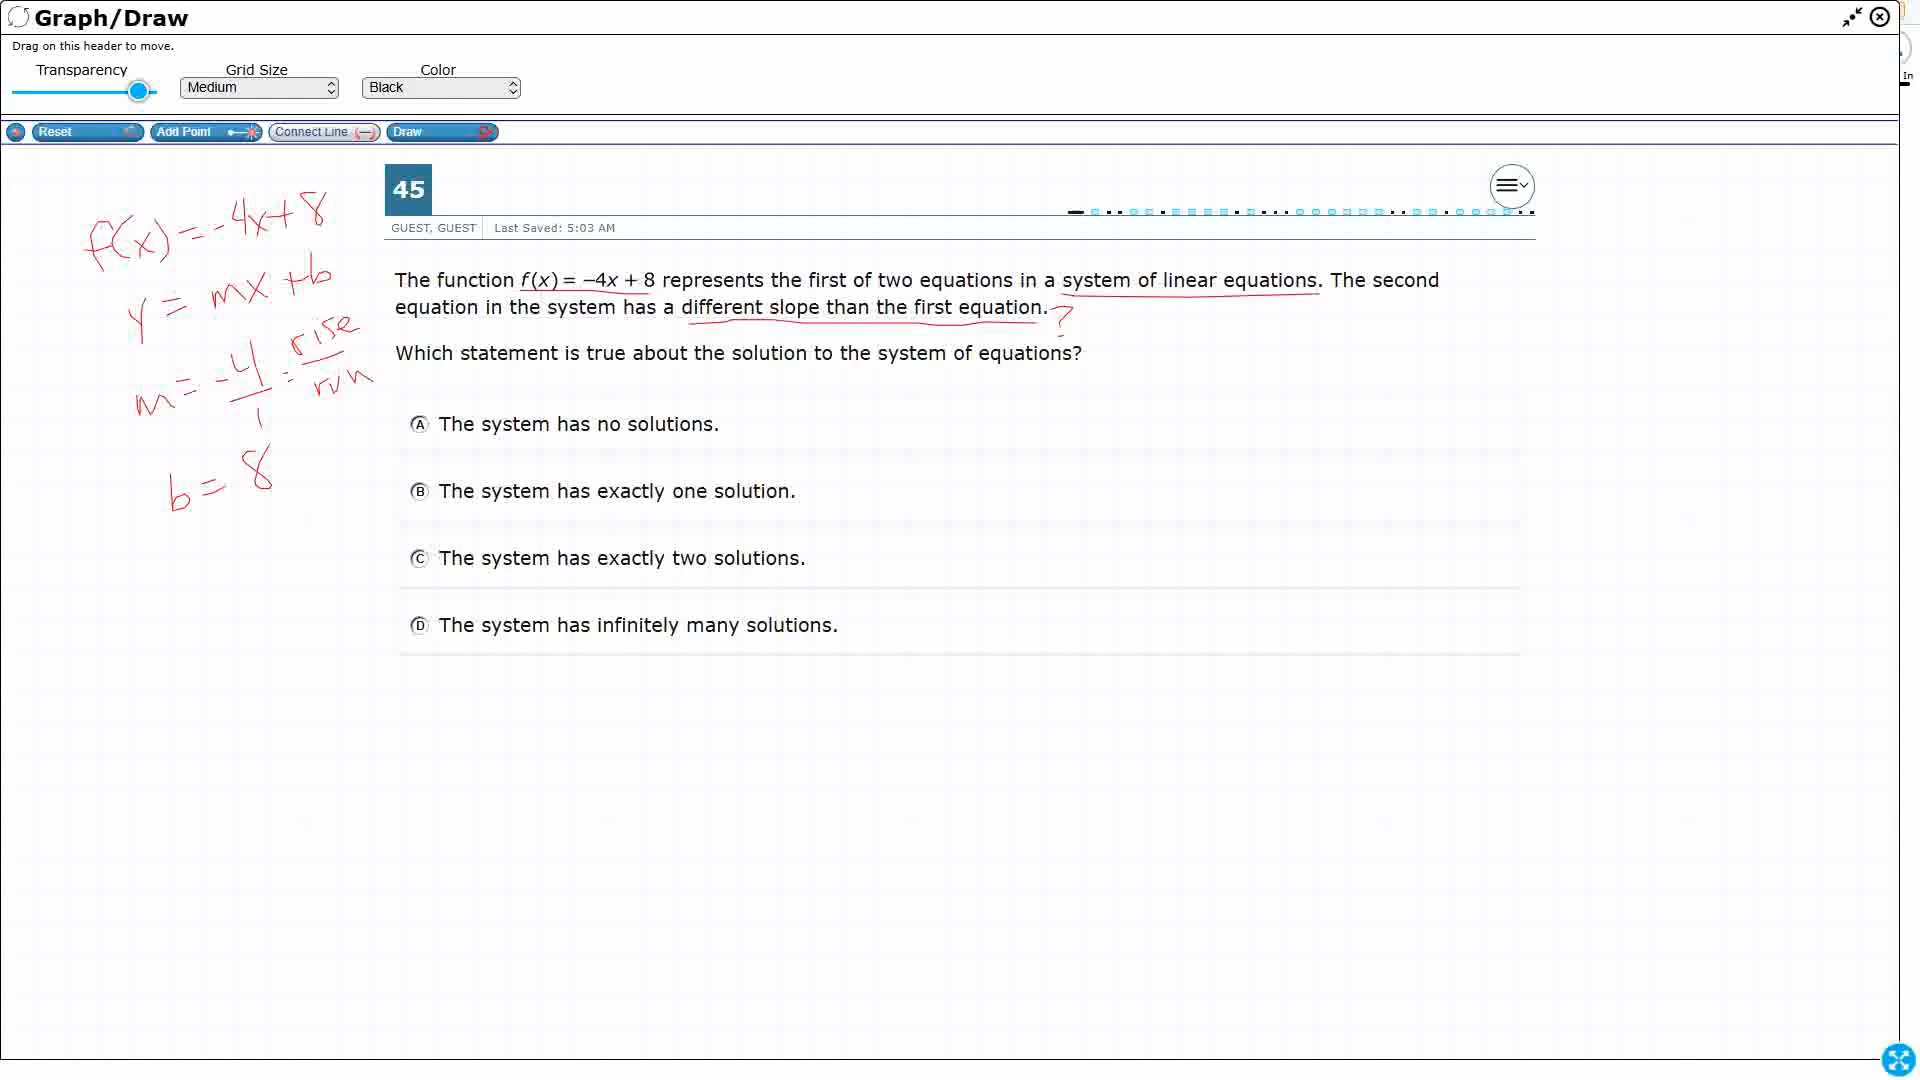 Graph/Draw
Drag on this header to move.
Transparency
Grid Size
Color
Medium
Black
In
Reset
Add Point
Connect Line
Draw
45
GUEST, GUEST
Last Saved: 5:03 AM
f(x) = -4x + 8
y = mx + b
m = -4/1 = rise/run
b = 8
The function f(x) = −4x + 8 represents the first of two equations in a system of linear equations. The second
equation in the system has a different slope than the first equation. ?
Which statement is true about the solution to the system of equations?
A The system has no solutions.
B The system has exactly one solution.
C The system has exactly two solutions.
D The system has infinitely many solutions.